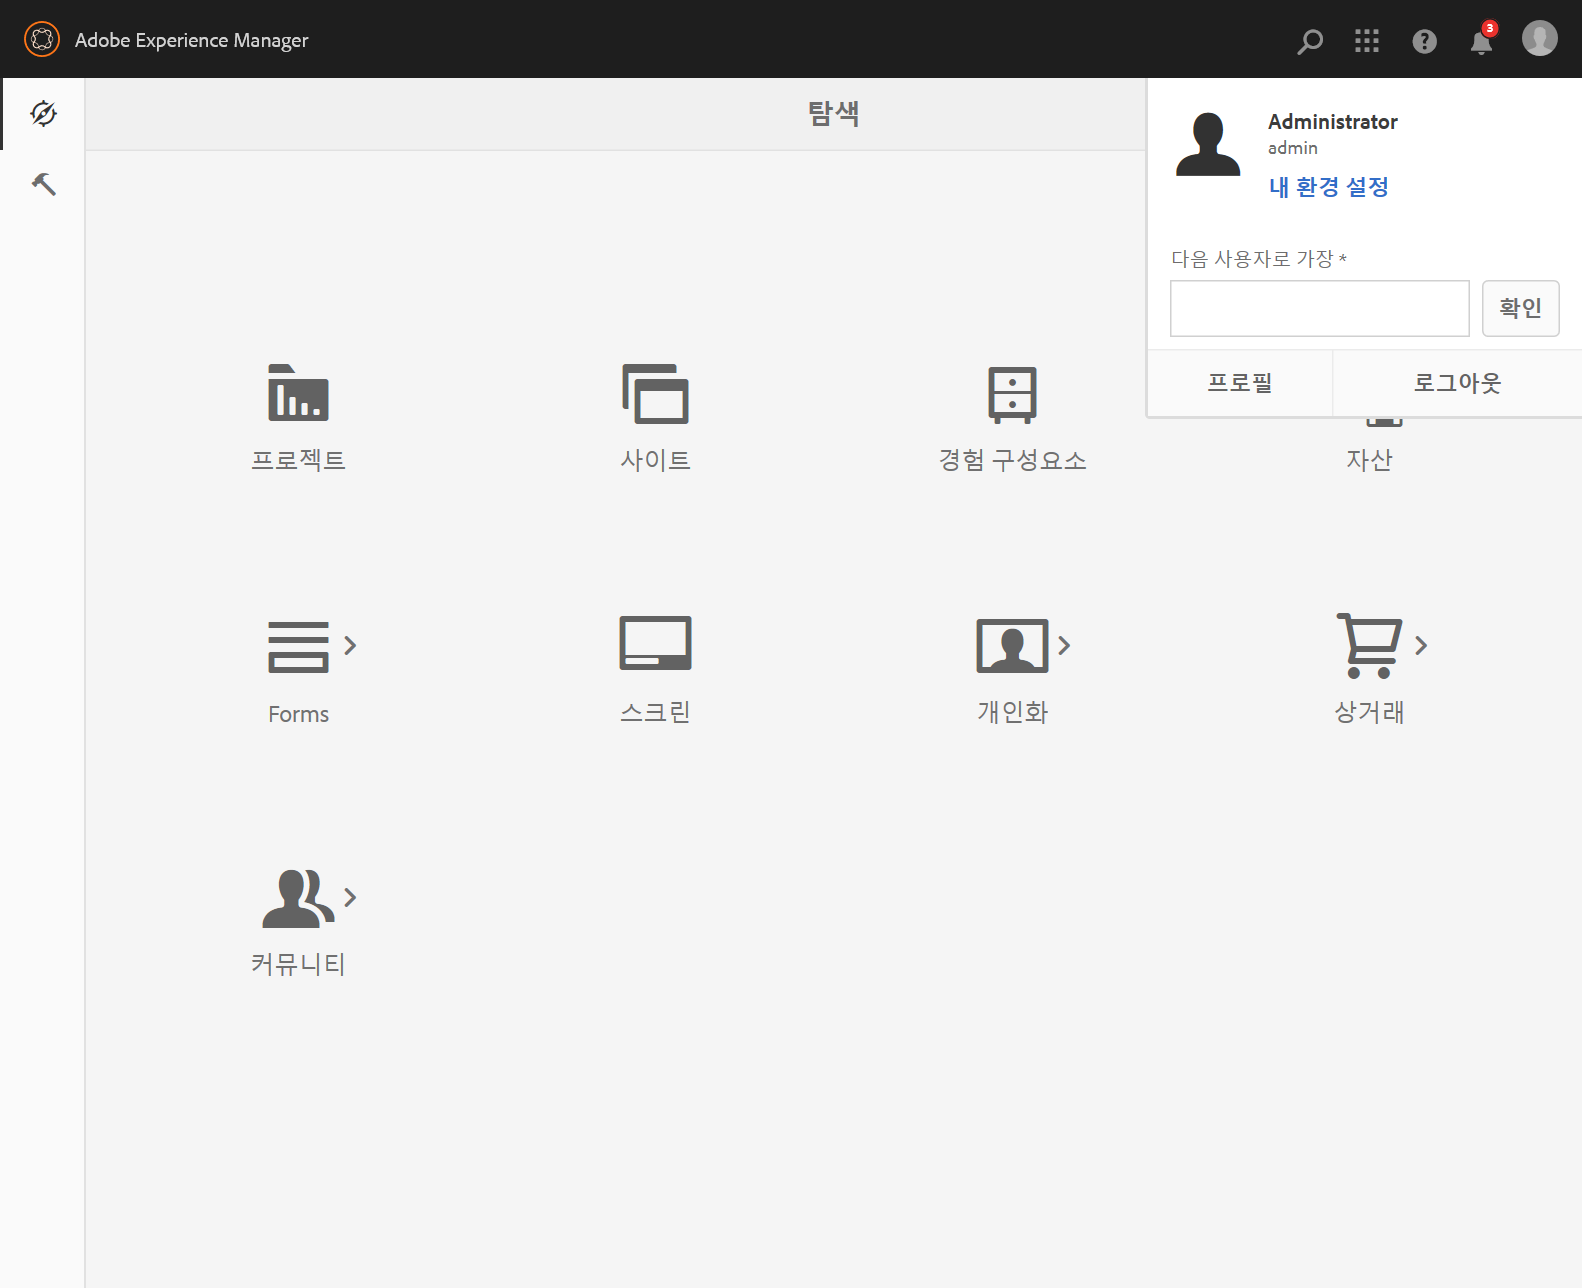 Adobe Experience Manager
3
탐색
Administrator
admin
내 환경 설정
다음 사용자로 가장 *
확인
프로필
로그아웃
프로젝트
사이트
경험 구성요소
자산
Forms
스크린
개인화
상거래
커뮤니티